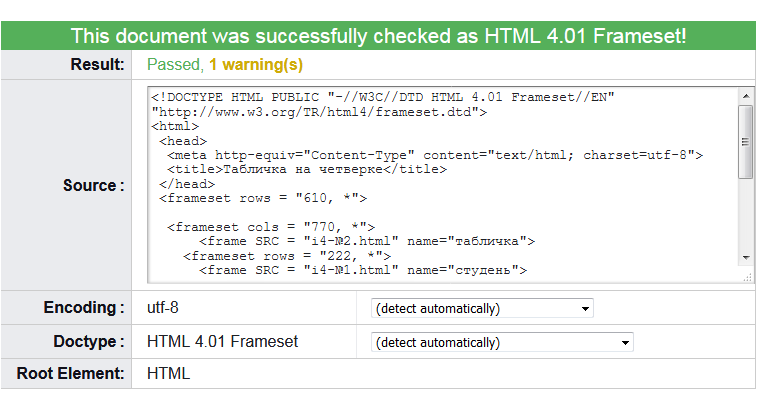 This document was successfully checked as HTML 4.01 Frameset!
Result: Passed, 1 warning(s)
Source :
<!DOCTYPE HTML PUBLIC "-//W3C//DTD HTML 4.01 Frameset//EN"
"http://www.w3.org/TR/html4/frameset.dtd">
<html>
<head>
<meta http-equiv="Content-Type" content="text/html; charset=utf-8">
<title>Табличка на четверке</title>
</head>
<frameset rows = "610, *">
<frameset cols = "770, *">
<frame SRC = "i4-№2.html" name="табличка">
<frameset rows = "222, *">
<frame SRC = "i4-№1.html" name="студень">
Encoding : utf-8 (detect automatically)
Doctype : HTML 4.01 Frameset (detect automatically)
Root Element: HTML